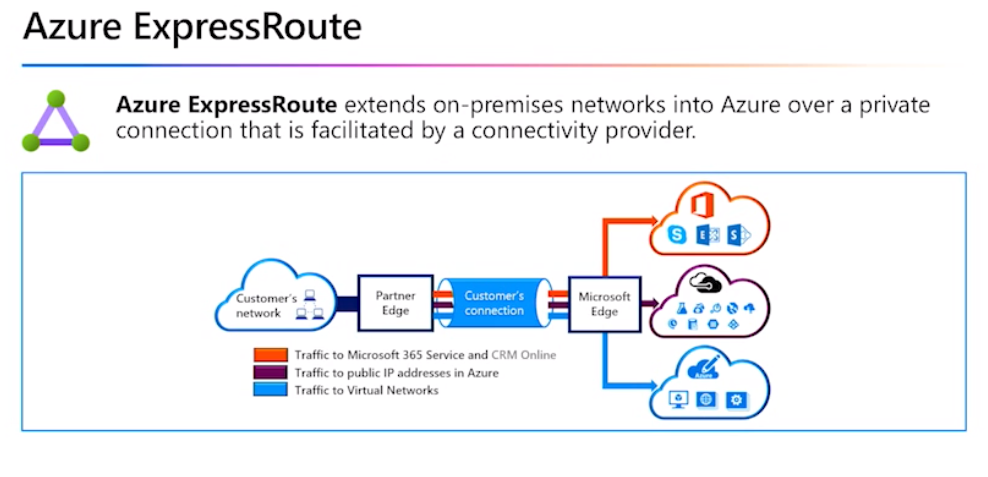 Azure ExpressRoute
Azure ExpressRoute extends on-premises networks into Azure over a private
connection that is facilitated by a connectivity provider.
Customer's
network
Partner
Edge
Customer's
connection
Microsoft
Edge
S
E
S
Azure
Traffic to Microsoft 365 Service and CRM Online
Traffic to public IP addresses in Azure
Traffic to Virtual Networks